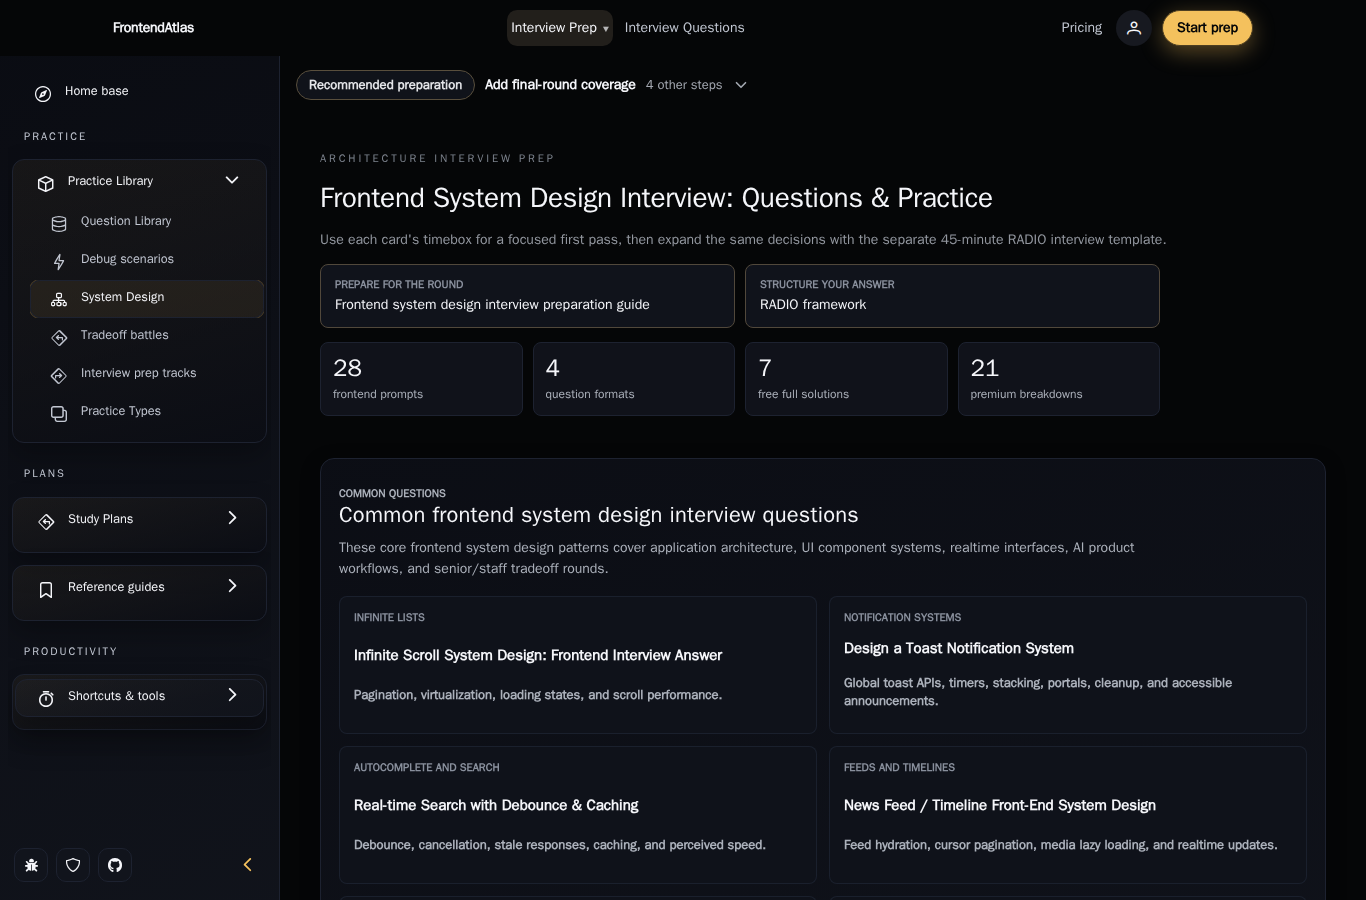 FrontendAtlas
Interview Prep ▾
Interview Questions
Pricing
Start prep
Home base
PRACTICE
Practice Library
Question Library
Debug scenarios
System Design
Tradeoff battles
Interview prep tracks
Practice Types
PLANS
Study Plans
Reference guides
PRODUCTIVITY
Shortcuts & tools
Recommended preparation
Add final-round coverage
4 other steps
ARCHITECTURE INTERVIEW PREP
Frontend System Design Interview: Questions & Practice
Use each card's timebox for a focused first pass, then expand the same decisions with the separate 45-minute RADIO interview template.
PREPARE FOR THE ROUND
Frontend system design interview preparation guide
STRUCTURE YOUR ANSWER
RADIO framework
28
frontend prompts
4
question formats
7
free full solutions
21
premium breakdowns
COMMON QUESTIONS
Common frontend system design interview questions
These core frontend system design patterns cover application architecture, UI component systems, realtime interfaces, AI product
workflows, and senior/staff tradeoff rounds.
INFINITE LISTS
Infinite Scroll System Design: Frontend Interview Answer
Pagination, virtualization, loading states, and scroll performance.
NOTIFICATION SYSTEMS
Design a Toast Notification System
Global toast APIs, timers, stacking, portals, cleanup, and accessible
announcements.
AUTOCOMPLETE AND SEARCH
Real-time Search with Debounce & Caching
Debounce, cancellation, stale responses, caching, and perceived speed.
FEEDS AND TIMELINES
News Feed / Timeline Front-End System Design
Feed hydration, cursor pagination, media lazy loading, and realtime updates.